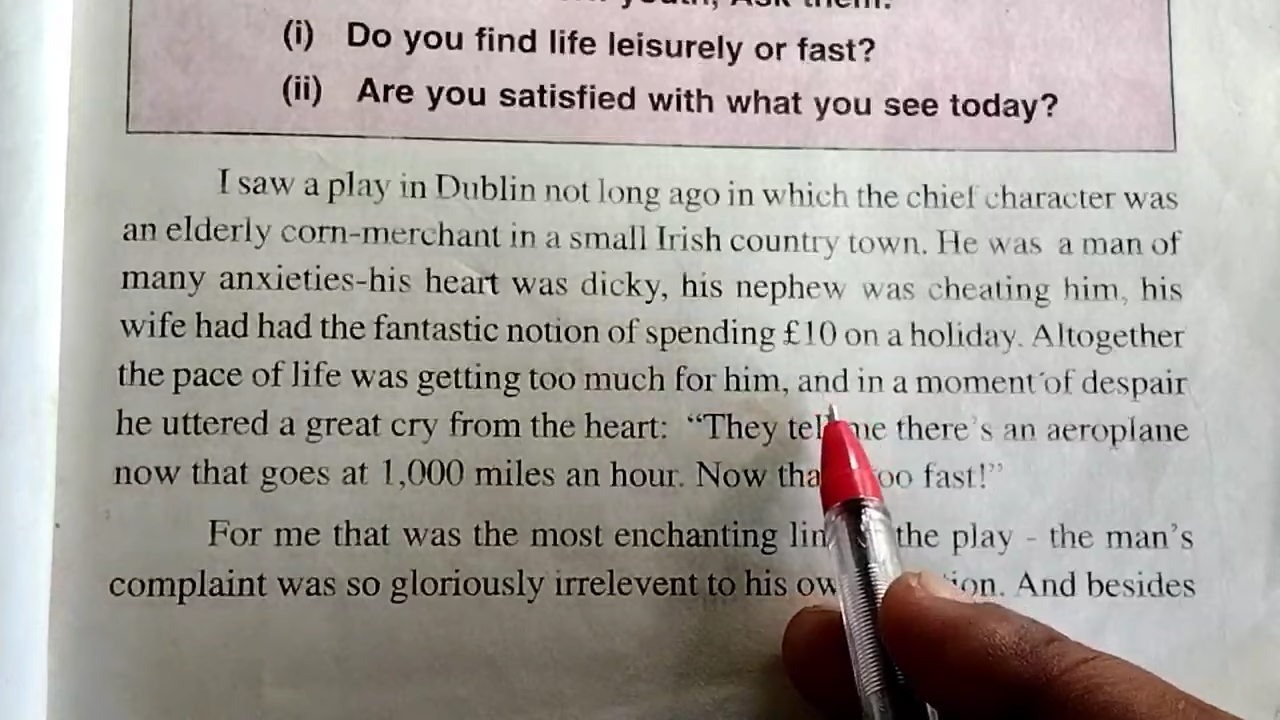 youth, Ask them:
(i) Do you find life leisurely or fast?
(ii) Are you satisfied with what you see today?
I saw a play in Dublin not long ago in which the chief character was
an elderly corn-merchant in a small Irish country town. He was a man of
many anxieties-his heart was dicky, his nephew was cheating him, his
wife had had the fantastic notion of spending £10 on a holiday. Altogether
the pace of life was getting too much for him, and in a moment of despair
he uttered a great cry from the heart: “They tell me there's an aeroplane
now that goes at 1,000 miles an hour. Now fast!”
For me that was the most enchanting the play - the man's
complaint was so gloriously irrelevent to his And besides